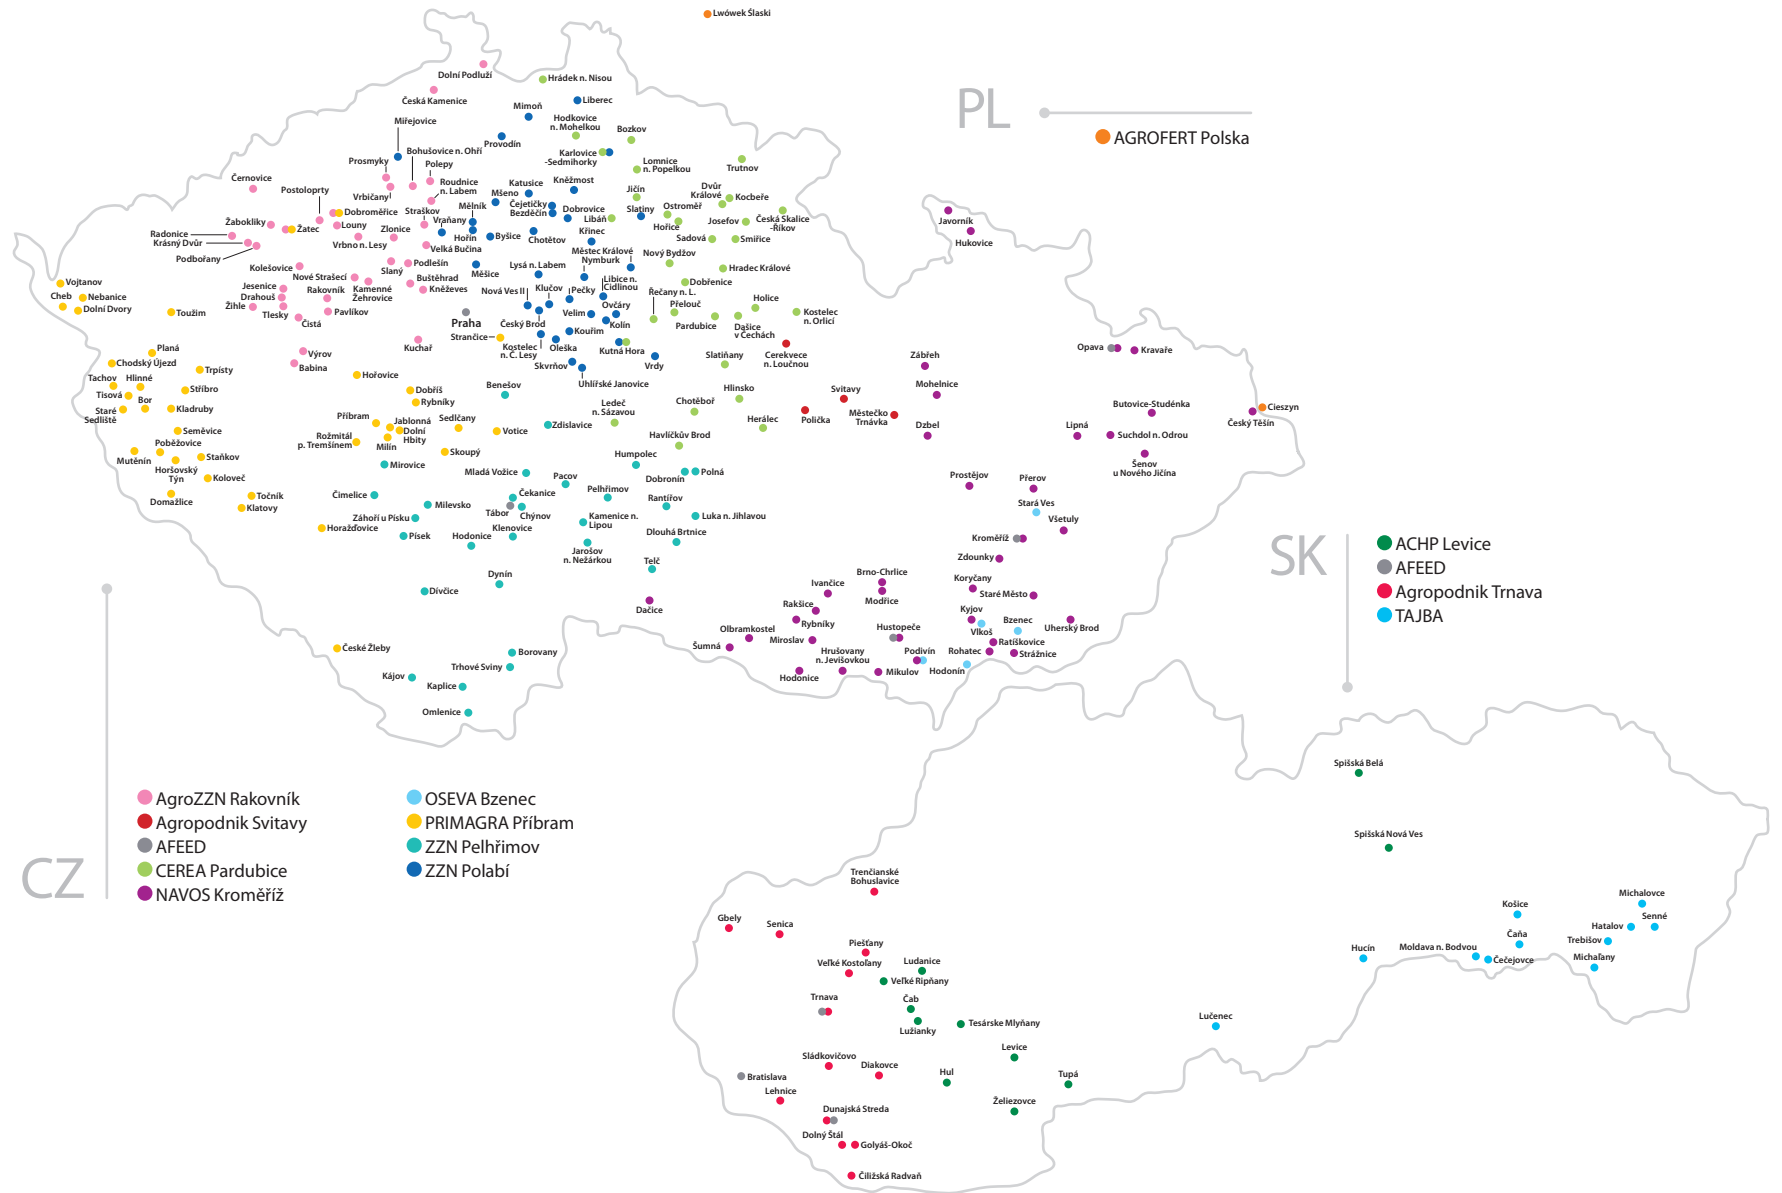 Lwówek Ślaski
Dolní Podluží
Hrádek n. Nisou
Česká Kamenice
Liberec
Mimoň
PL
Hodkovice
n. Mohelkou
Miřejovice
Bozkov
AGROFERT Polska
Provodín
Bohušovice n. Ohří
Karlovice
-Sedmihorky
Prosmyky
Polepy
Lomnice
n. Popelkou
Trutnov
Černovice
Roudnice
n. Labem
Katusice
Kněžmost
Postoloprty
Vrbičany
Mšeno
Jičín
Dvůr
Králové
Kocbeře
Čejetičky
Bezděčín
Mělník
Dobroměřice
Straškov
Dobrovice
Libáň
Slatiny
Ostroměř
Hořice
Josefov
Česká Skalice
-Říkov
Javorník
Žabokliky
Žatec
Louny
Zlonice
Vraňany
Hořín
Byšice
Chotětov
Křinec
Sadová
Smiřice
Hukovice
Radonice
Krásný Dvůr
Podbořany
Vrbno n. Lesy
Velká Bučina
Městec Králové
Nymburk
Nový Bydžov
Kolešovice
Slaný
Podlešín
Měšice
Lysá n. Labem
Hradec Králové
Nové Strašecí
Buštěhrad
Libice n.
Cidlinou
Dobřenice
Vojtanov
Jesenice
Rakovník
Kamenné
Žehrovice
Kněževes
Nová Ves II
Klučov
Pečky
Řečany n. L.
Cheb
Nebanice
Drahouš
Ovčáry
Přelouč
Holice
Dolní Dvory
Toužim
Žihle
Tlesky
Pavlíkov
Velim
Kolín
Pardubice
Dašice
v Čechách
Kostelec
n. Orlicí
Čistá
Praha
Český Brod
Kouřim
Strančice
Kuchař
Kostelec
n. Č. Lesy
Oleška
Kutná Hora
Planá
Výrov
Babina
Skvrňov
Vrdy
Slatiňany
Cerekvece
n. Loučnou
Zábřeh
Opava
Kravaře
Chodský Újezd
Trpísty
Hořovice
Uhlířské Janovice
Tachov
Hlinné
Stříbro
Dobříš
Benešov
Hlinsko
Svitavy
Mohelnice
Tisová
Bor
Rybníky
Ledeč
n. Sázavou
Chotěboř
Butovice-Studénka
Cieszyn
Staré
Sedliště
Kladruby
Příbram
Jablonná
Sedlčany
Polička
Městečko
Trnávka
Český Těšín
Seměvice
Dolní
Hbity
Votice
Zdislavice
Herálec
Dzbel
Lipná
Suchdol n. Odrou
Rožmitál
p. Tremšínem
Milín
Havlíčkův Brod
Poběžovice
Staňkov
Skoupý
Šenov
u Nového Jičína
Mutěnín
Horšovský
Týn
Mirovice
Mladá Vožice
Humpolec
Koloveč
Pacov
Dobronín
Polná
Prostějov
Přerov
Domažlice
Točník
Čimelice
Čekanice
Pelhřimov
Rantířov
Stará Ves
Klatovy
Milevsko
Tábor
Chýnov
Záhoří u Písku
Kamenice n.
Lipou
Luka n. Jihlavou
Všetuly
Horažďovice
Písek
Klenovice
Dlouhá Brtnice
Kroměříž
SK
ACHP Levice
Hodonice
Jarošov
n. Nežárkou
Zdounky
AFEED
Telč
Brno-Chrlice
Agropodnik Trnava
Dynín
Ivančice
Koryčany
TAJBA
Dívčice
Modřice
Staré Město
Dačice
Rakšice
Kyjov
Bzenec
Rybníky
Hustopeče
Vlkoš
Uherský Brod
Olbramkostel
Miroslav
Ratíškovice
České Žleby
Borovany
Šumná
Hrušovany
n. Jevišovkou
Podivín
Rohatec
Strážnice
Trhové Sviny
Hodonice
Mikulov
Hodonín
Kájov
Kaplice
Omlenice
Spišská Belá
AgroZZN Rakovník
OSEVA Bzenec
Agropodnik Svitavy
PRIMAGRA Příbram
Spišská Nová Ves
AFEED
ZZN Pelhřimov
CZ
CEREA Pardubice
ZZN Polabí
NAVOS Kroměříž
Trenčianské
Bohuslavice
Michalovce
Gbely
Senica
Košice
Senné
Hatalov
Piešťany
Čaňa
Trebišov
Hucín
Moldava n. Bodvou
Veľké Kostoľany
Ludanice
Čečejovce
Michaľany
Veľké Ripňany
Trnava
Čab
Lužianky
Tesárske Mlyňany
Lučenec
Levice
Sládkovičovo
Diakovce
Hul
Tupá
Bratislava
Lehnice
Želiezovce
Dunajská Streda
Dolný Štál
Golyáš-Okoč
Čiližská Radvaň